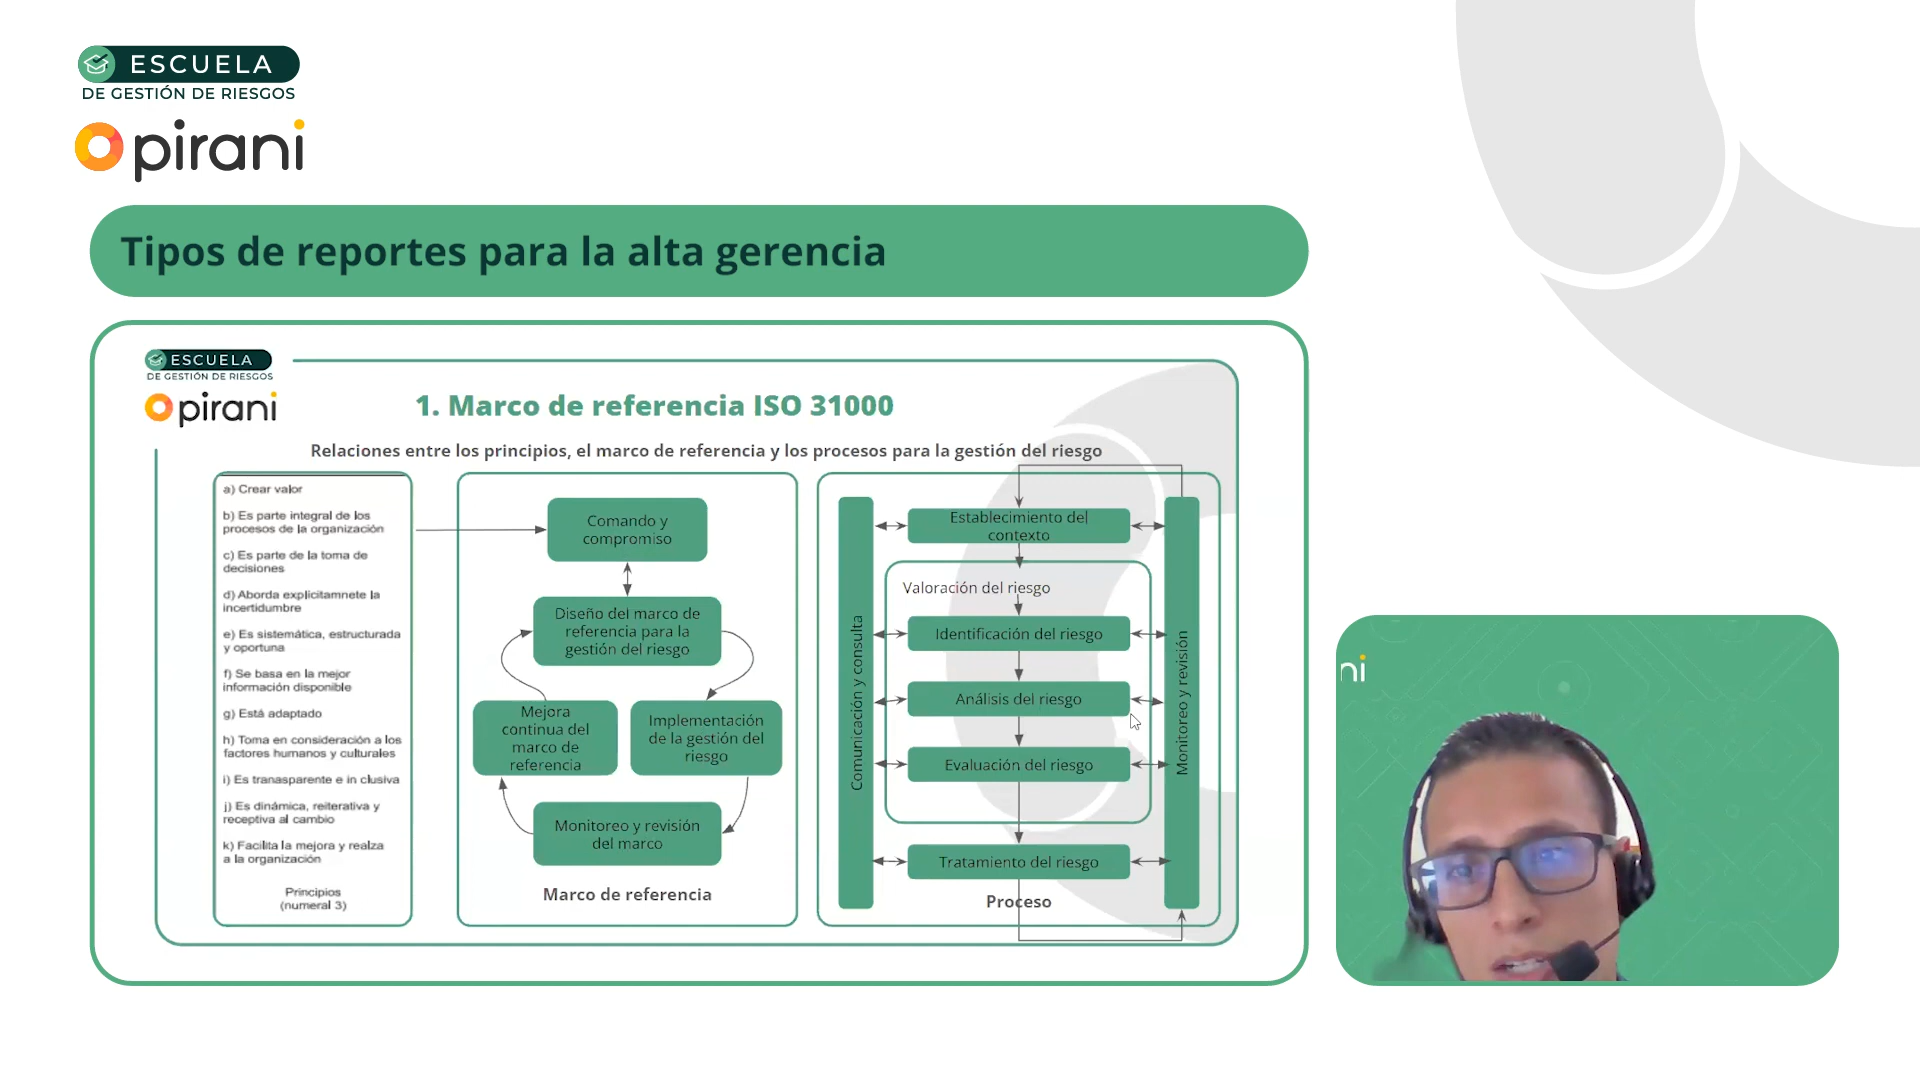 ESCUELA
DE GESTIÓN DE RIESGOS
pirani
Tipos de reportes para la alta gerencia
ESCUELA
DE GESTIÓN DE RIESGOS
pirani
1. Marco de referencia ISO 31000
Relaciones entre los principios, el marco de referencia y los procesos para la gestión del riesgo
a) Crear valor
b) Es parte integral de los
procesos de la organización
c) Es parte de la toma de
decisiones
d) Aborda explicitamnete la
incertidumbre
e) Es sistemática, estructurada
y oportuna
f) Se basa en la mejor
información disponible
g) Está adaptado
h) Toma en consideración a los
factores humanos y culturales
i) Es tranasparente e in clusiva
j) Es dinámica, reiterativa y
receptiva al cambio
k) Facilita la mejora y realza
a la organización
Principios
(numeral 3)
Comando y
compromiso
Diseño del marco de
referencia para la
gestión del riesgo
Mejora
continua del
marco de
referencia
Implementación
de la gestión del
riesgo
Monitoreo y revisión
del marco
Marco de referencia
Comunicación y consulta
Establecimiento del
contexto
Valoración del riesgo
Identificación del riesgo
Análisis del riesgo
Evaluación del riesgo
Tratamiento del riesgo
Proceso
Monitoreo y revisión
ni